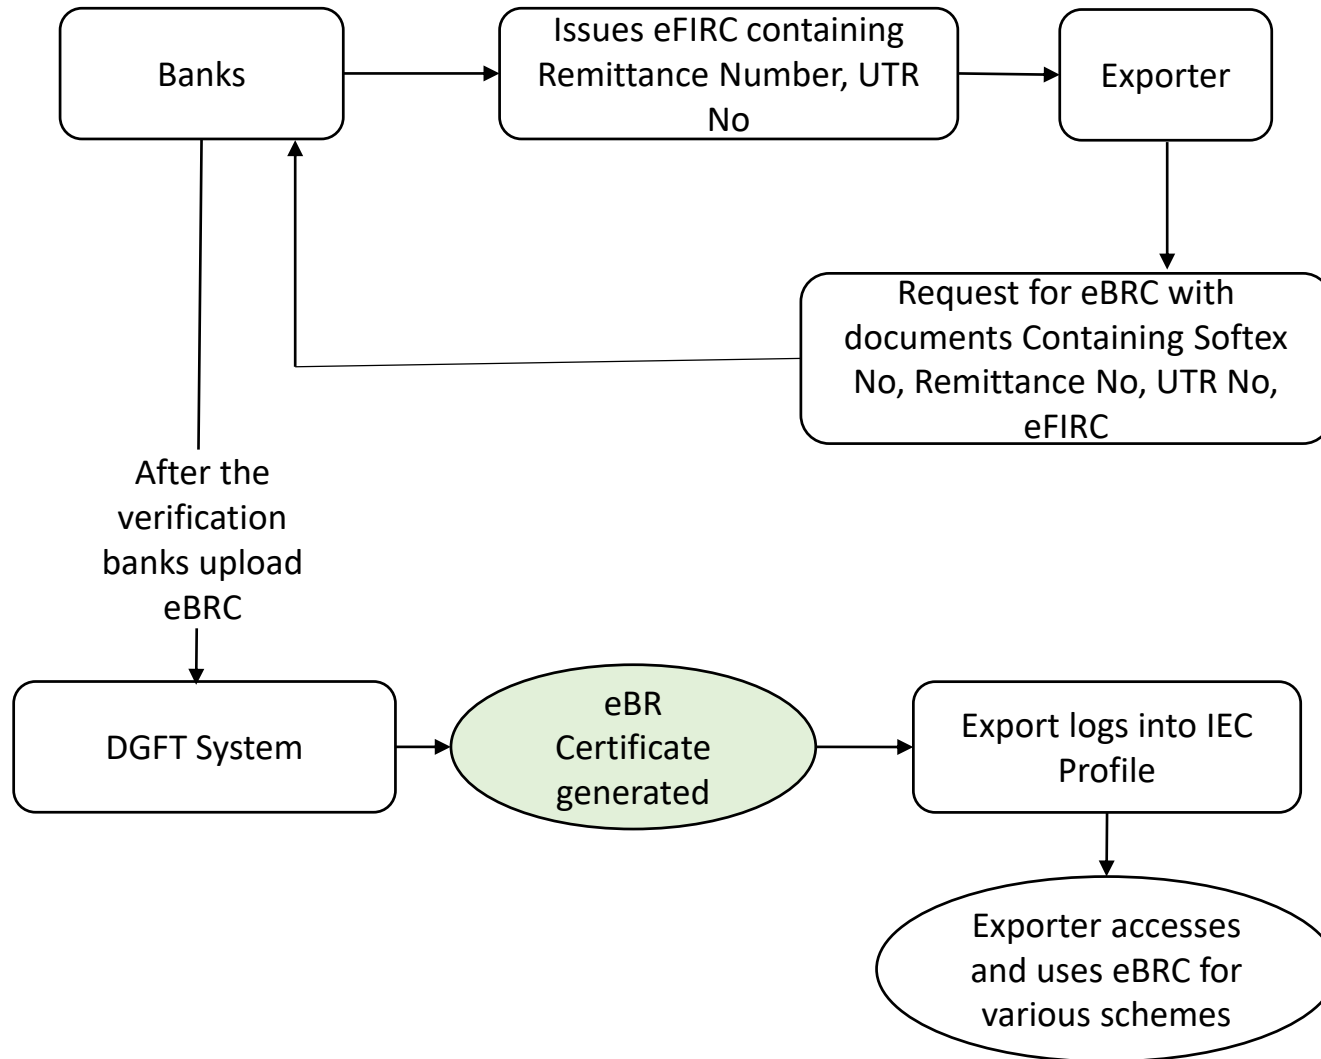 Banks
Issues eFIRC containing
Remittance Number, UTR
No
Exporter
Request for eBRC with
documents Containing Softex
No, Remittance No, UTR No,
eFIRC
After the
verification
banks upload
eBRC
DGFT System
eBR
Certificate
generated
Export logs into IEC
Profile
Exporter accesses
and uses eBRC for
various schemes